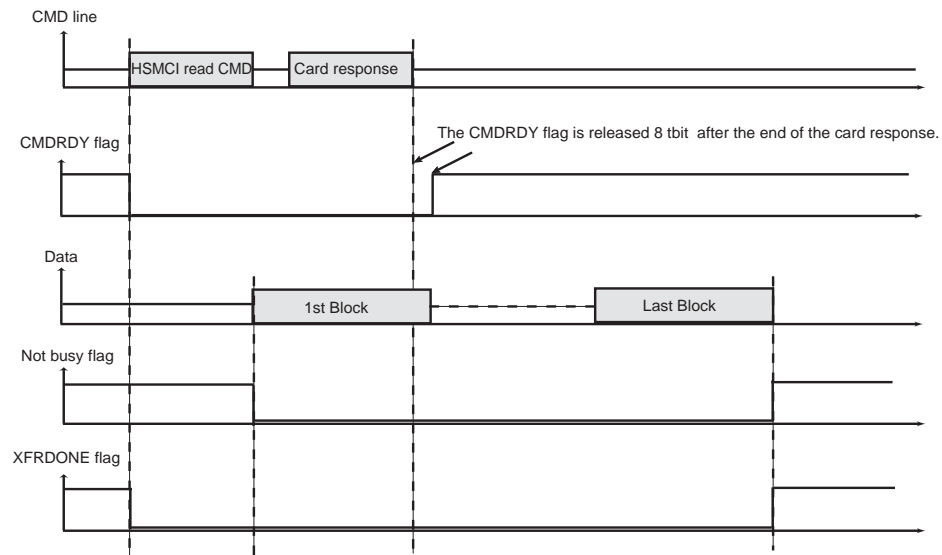 CMD line
HSMCI read CMD
Card response
CMDRDY flag
The CMDRDY flag is released 8 tbit after the end of the card response.
Data
1st Block
Last Block
Not busy flag
XFRDONE flag